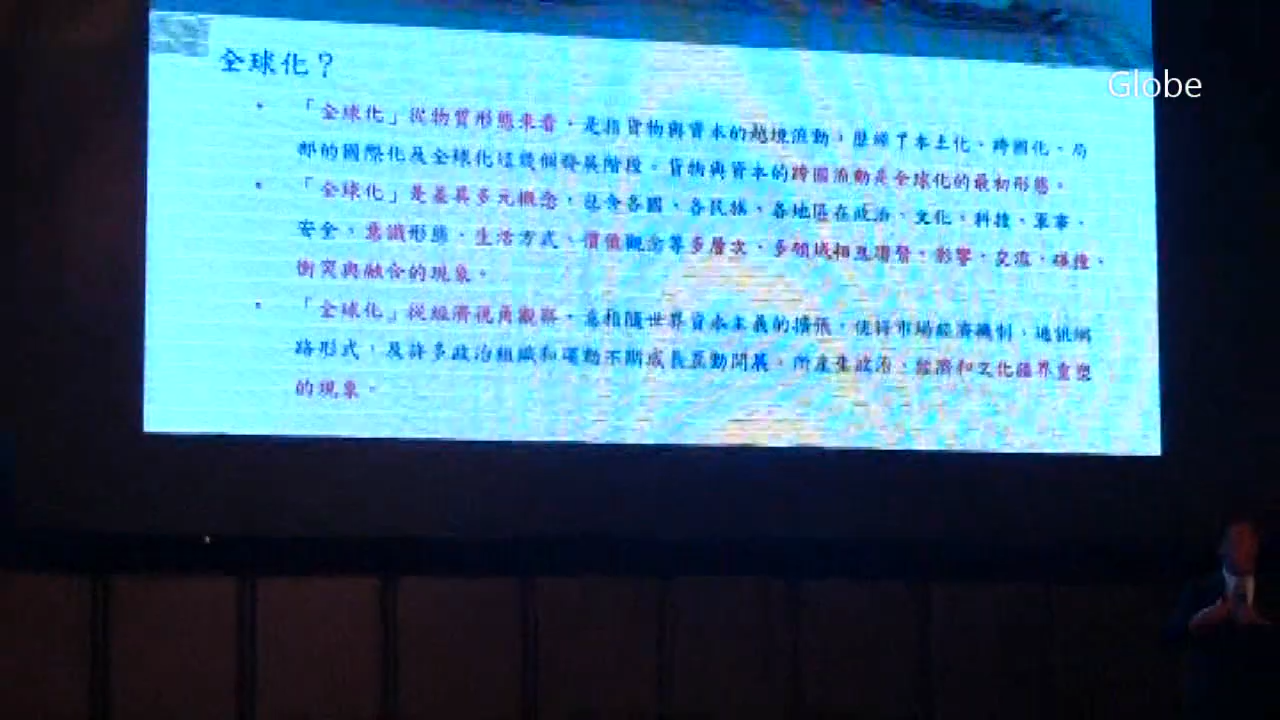 Globe
全球化？
• 「全球化」從物質形態來看，是指貨物與資本的越境流動，歷經了本土化、跨國化、局
部的國際化及全球化這幾個發展階段。貨物與資本的跨國流動是全球化的最初形態。
• 「全球化」是差異多元概念，包含各國、各民族、各地區在政治、文化、科技、軍事、
安全、意識形態、生活方式、價值觀念等多層次、多領域相互 影響、交流、碰撞、
衝突與融合的現象。
• 「全球化」從經濟視角觀察，意指隨世界資本主義的擴張，使得市場經濟機制，通訊網
路形式，及許多政治組織和運動不斷成長互動開展，所產生政治、經濟和文化疆界重塑
的現象。